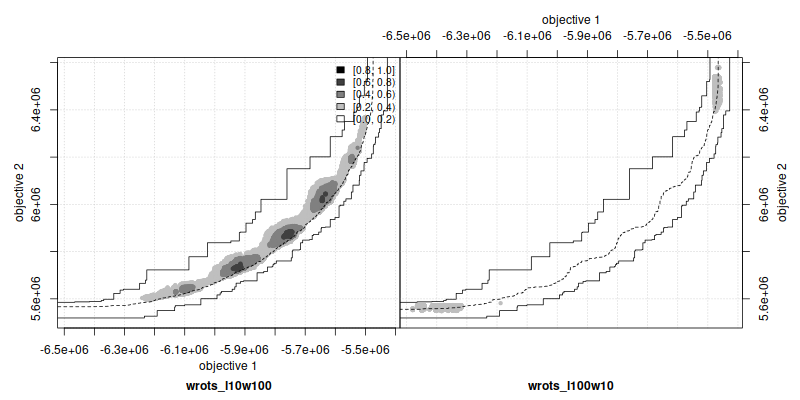 objective 1
-6.5e+06 -6.3e+06 -6.1e+06 -5.9e+06 -5.7e+06 -5.5e+06
[0.8, 1.0]
[0.6, 0.8)
[0.4, 0.6)
[0.2, 0.4)
[0.0, 0.2)
objective 2
5.6e+06 6e+06 6.4e+06
5.6e+06 6e+06 6.4e+06
objective 2
-6.5e+06 -6.3e+06 -6.1e+06 -5.9e+06 -5.7e+06 -5.5e+06
objective 1
wrots_l10w100 wrots_l100w10